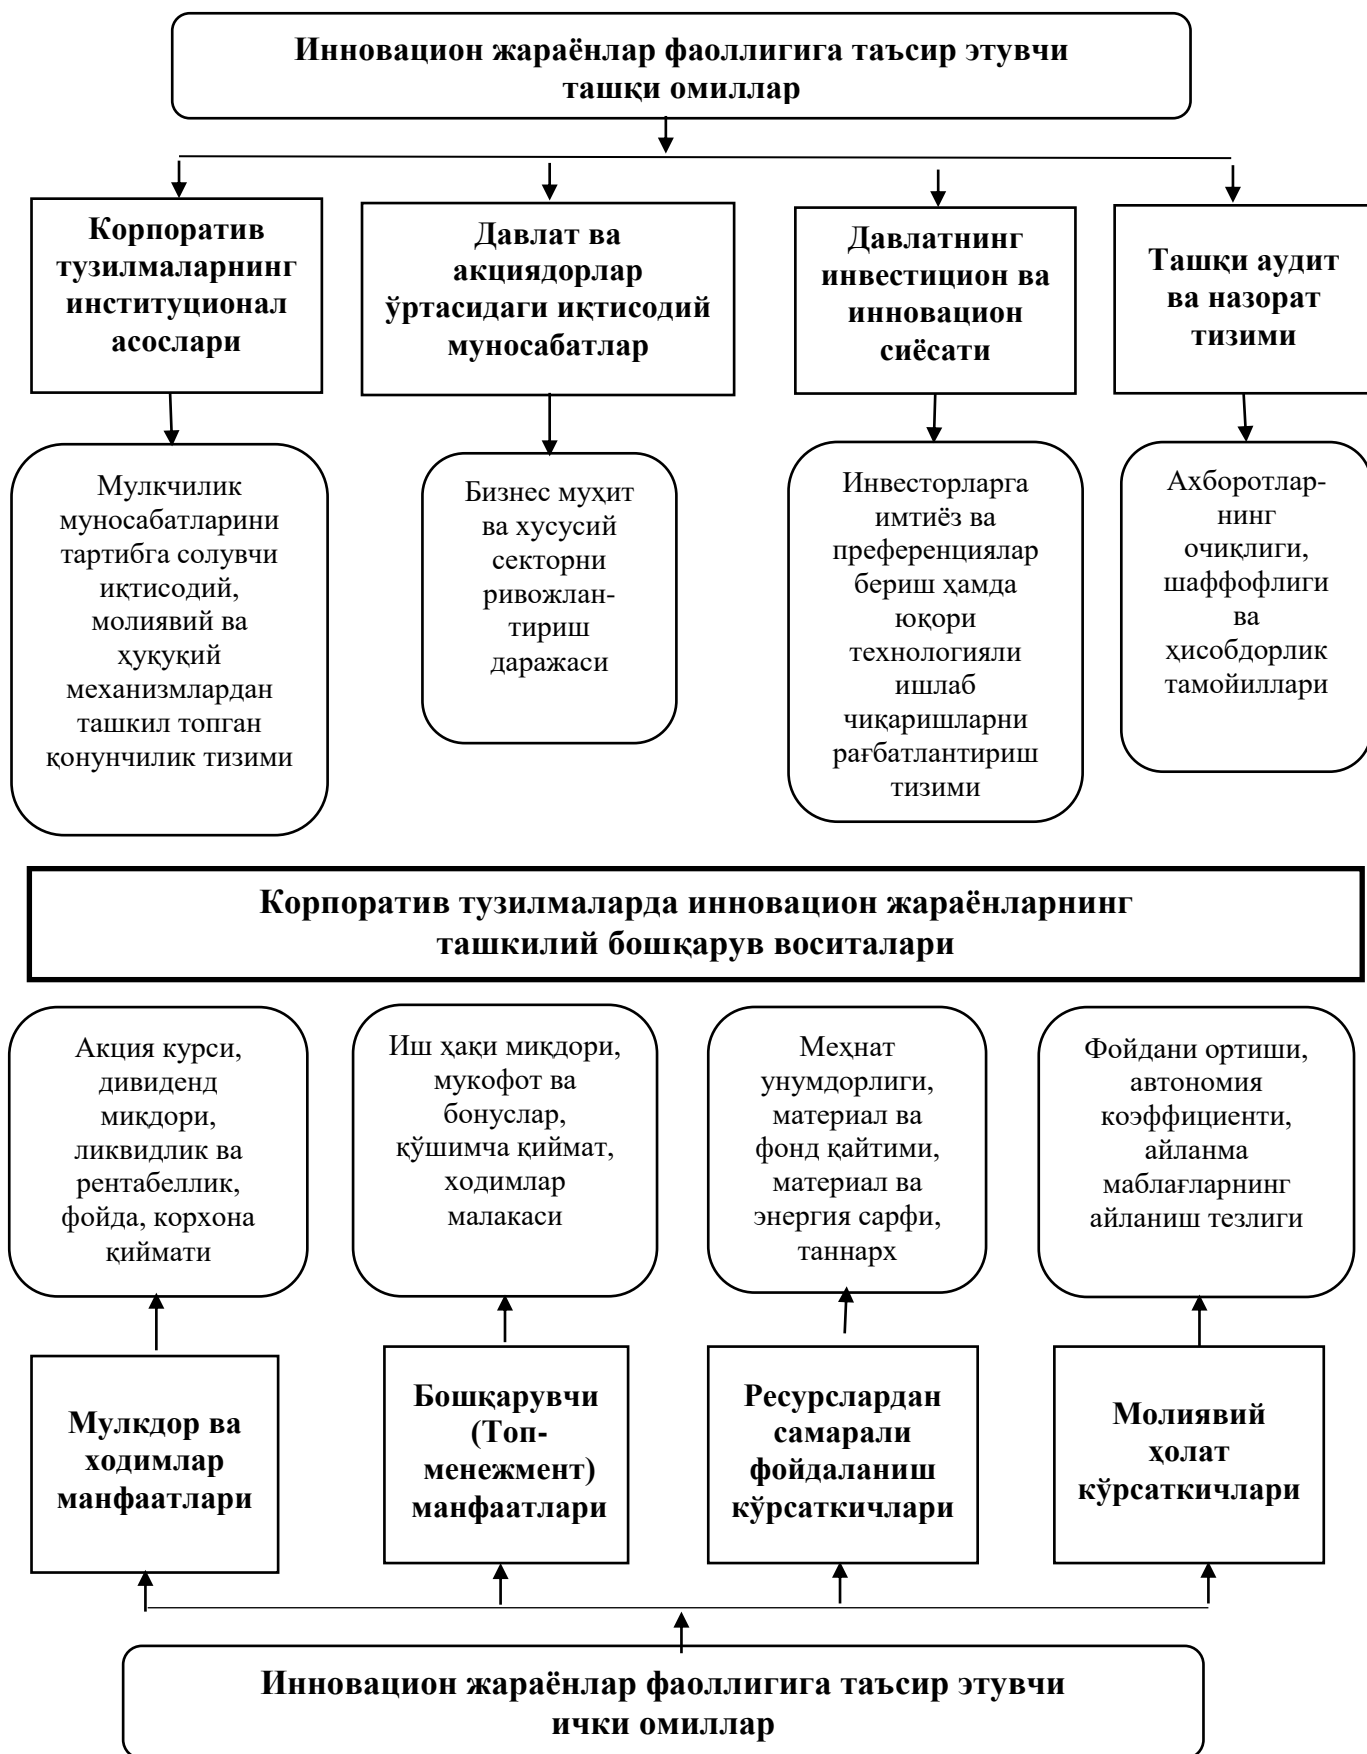 Инновацион жараёнлар фаоллигига таъсир этувчи
ташқи омиллар
Корпоратив
тузилмаларнинг
институционал
асослари
Давлат ва
акциядорлар
ўртасидаги иқтисодий
муносабатлар
Давлатнинг
инвестицион ва
инновацион
сиёсати
Ташқи аудит
ва назорат
тизими
Мулкчилик
муносабатларини
тартибга солувчи
иқтисодий,
молиявий ва
ҳуқуқий
механизмлардан
ташкил топган
қонунчилик тизими
Бизнес муҳит
ва хусусий
секторни
ривожлан-
тириш
даражаси
Инвесторларга
имтиёз ва
преференциялар
бериш ҳамда
юқори
технологияли
ишлаб
чиқаришларни
рағбатлантириш
тизими
Ахборотлар-
нинг
очиқлиги,
шаффофлиги
ва
ҳисобдорлик
тамойиллари
Корпоратив тузилмаларда инновацион жараёнларнинг
ташкилий бошқарув воситалари
Акция курси,
дивиденд
миқдори,
ликвидлик ва
рентабеллик,
фойда, корхона
қиймати
Иш ҳақи миқдори,
мукофот ва
бонуслар,
қўшимча қиймат,
ходимлар
малакаси
Меҳнат
унумдорлиги,
материал ва
фонд қайтими,
материал ва
энергия сарфи,
таннарх
Фойдани ортиши,
автономия
коэффициенти,
айланма
маблағларнинг
айланиш тезлиги
Мулкдор ва
ходимлар
манфаатлари
Бошқарувчи
(Топ-
менежмент)
манфаатлари
Ресурслардан
самарали
фойдаланиш
кўрсаткичлари
Молиявий
ҳолат
кўрсаткичлари
Инновацион жараёнлар фаоллигига таъсир этувчи
ички омиллар